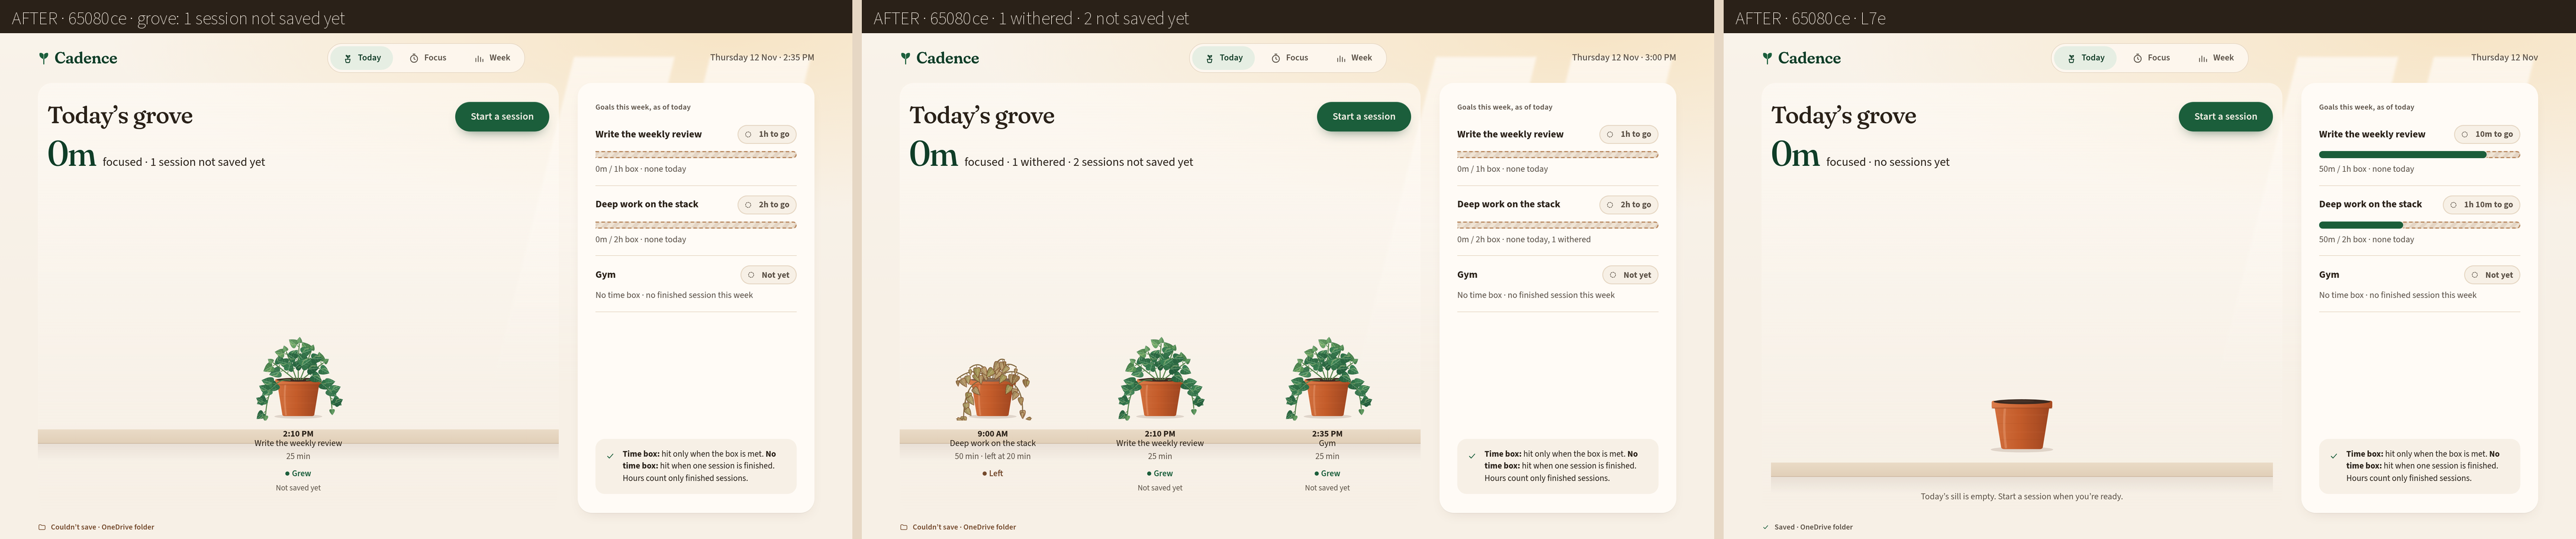 AFTER · 65080ce · grove: 1 session not saved yet
Cadence
Today
Focus
Week
Thursday 12 Nov · 2:35 PM
Today’s grove
Start a session
0m focused · 1 session not saved yet
2:10 PM
Write the weekly review
25 min
Grew
Not saved yet
Couldn’t save · OneDrive folder
Goals this week, as of today
Write the weekly review
1h to go
0m / 1h box · none today
Deep work on the stack
2h to go
0m / 2h box · none today
Gym
Not yet
No time box · no finished session this week
Time box: hit only when the box is met. No
time box: hit when one session is finished.
Hours count only finished sessions.
AFTER · 65080ce · 1 withered · 2 not saved yet
Cadence
Today
Focus
Week
Thursday 12 Nov · 3:00 PM
Today’s grove
Start a session
0m focused · 1 withered · 2 sessions not saved yet
9:00 AM
Deep work on the stack
50 min · left at 20 min
Left
2:10 PM
Write the weekly review
25 min
Grew
Not saved yet
2:35 PM
Gym
25 min
Grew
Not saved yet
Couldn’t save · OneDrive folder
Goals this week, as of today
Write the weekly review
1h to go
0m / 1h box · none today
Deep work on the stack
2h to go
0m / 2h box · none today, 1 withered
Gym
Not yet
No time box · no finished session this week
Time box: hit only when the box is met. No
time box: hit when one session is finished.
Hours count only finished sessions.
AFTER · 65080ce · L7e
Cadence
Today
Focus
Week
Thursday 12 Nov
Today’s grove
Start a session
0m focused · no sessions yet
Today’s sill is empty. Start a session when you’re ready.
Saved · OneDrive folder
Goals this week, as of today
Write the weekly review
10m to go
50m / 1h box · none today
Deep work on the stack
1h 10m to go
50m / 2h box · none today
Gym
Not yet
No time box · no finished session this week
Time box: hit only when the box is met. No
time box: hit when one session is finished.
Hours count only finished sessions.